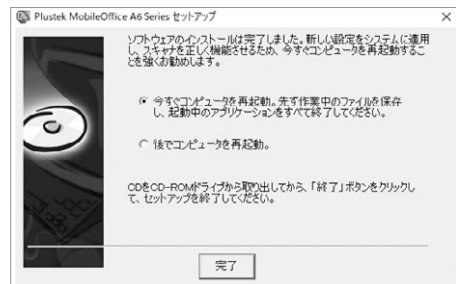 Plustek MobileOffice A6 Series セットアップ
ソフトウェアのインストールは完了しました。新しい設定をシステムに適用
し、スキャナを正しく機能させるため、今すぐコンピュータを再起動するこ
とを強くお勧めします。
今すぐコンピュータを再起動。先ず作業中のファイルを保存
し、起動中のアプリケーションをすべて終了してください。
後でコンピュータを再起動。
CDをCD-ROMドライブから取り出してから、「終了」ボタンをクリックし
て、セットアップを終了してください。
完了